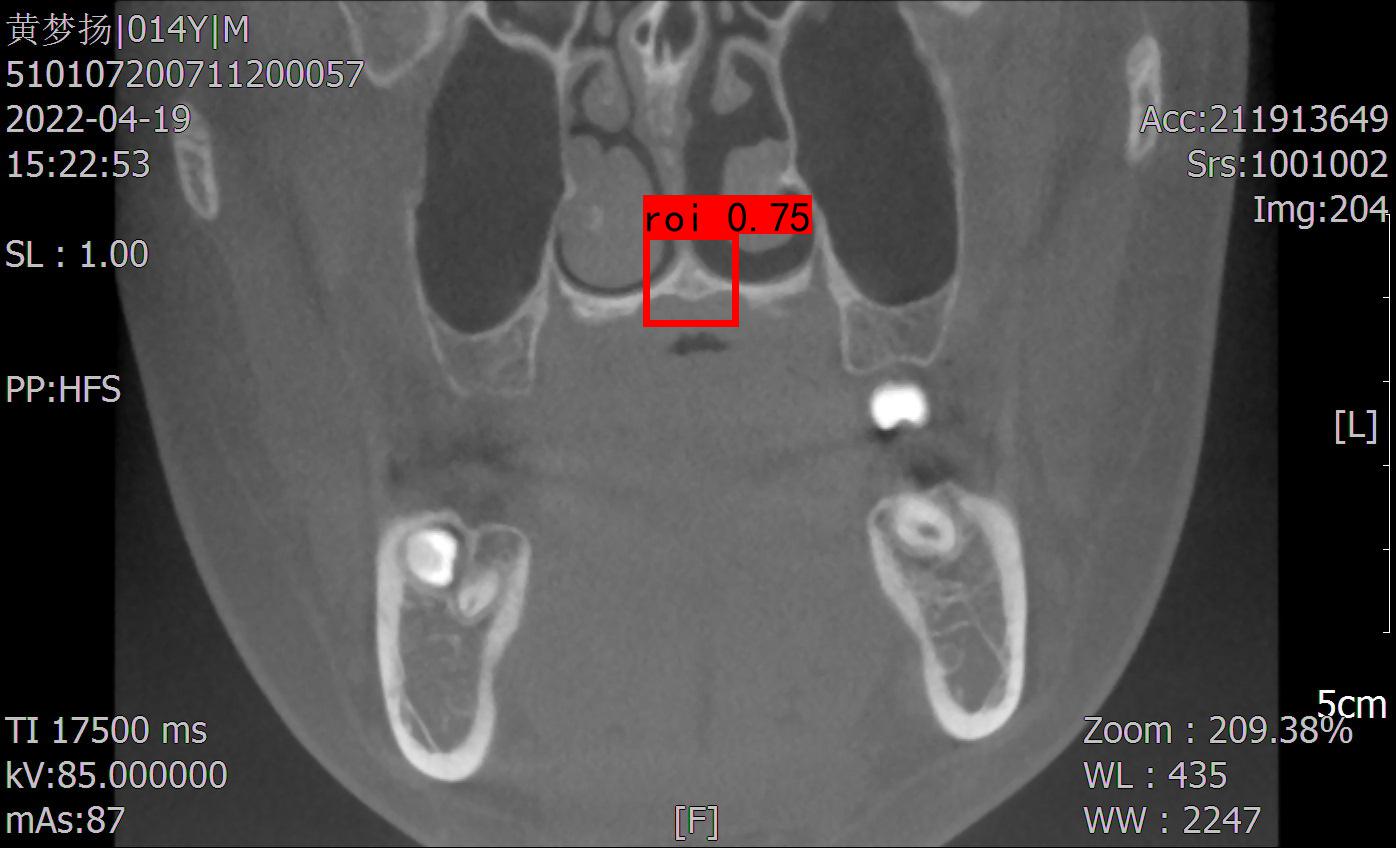 黄梦扬|014Y|M
510107200711200057
2022-04-19
15:22:53
SL : 1.00
PP:HFS
TI 17500 ms
kV:85.000000
mAs:87
Acc:211913649
Srs:1001002
Img:204
roi 0.75
[L]
5cm
Zoom : 209.38%
WL : 435
WW : 2247
[F]